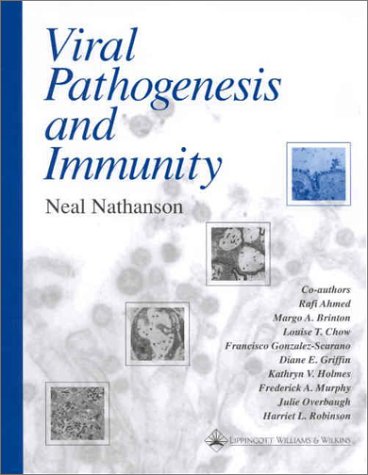 Viral
Pathogenesis
and
Immunity
Neal Nathanson
Co-authors
Rafi Ahmed
Margo A. Brinton
Louise T. Chow
Francisco Gonzalez-Scarano
Diane E. Griffin
Kathryn V. Holmes
Frederick A. Murphy
Julie Overbaugh
Harriet L. Robinson
LIPPINCOTT WILLIAMS & WILKINS